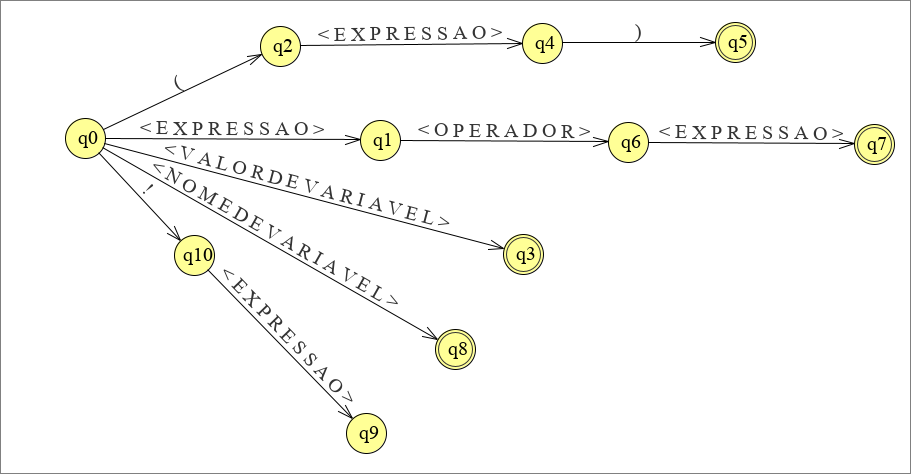 q2
<EXPRESSAO>
q4
)
q5
(
q0
<EXPRESSAO>
q1
<OPERADOR>
q6
<EXPRESSAO>
q7
<VALORDEVARIAVEL>
q3
<NOMEDEVARIAVEL>
q8
!
q10
<EXPRESSAO>
q9